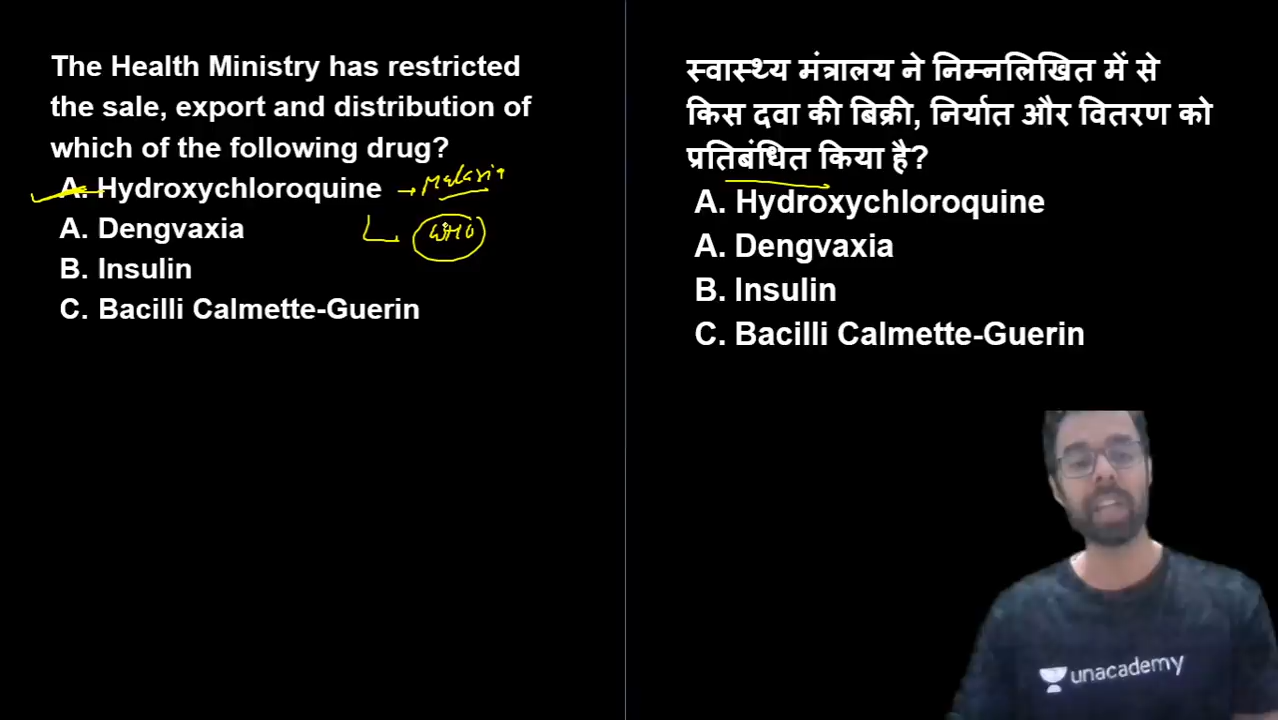 The Health Ministry has restricted
the sale, export and distribution of
which of the following drug?
A. Hydroxychloroquine → Malaria
A. Dengvaxia WHO
B. Insulin
C. Bacilli Calmette-Guerin
स्वास्थ्य मंत्रालय ने निम्नलिखित में से
किस दवा की बिक्री, निर्यात और वितरण को
प्रतिबंधित किया है?
A. Hydroxychloroquine
A. Dengvaxia
B. Insulin
C. Bacilli Calmette-Guerin
unacademy